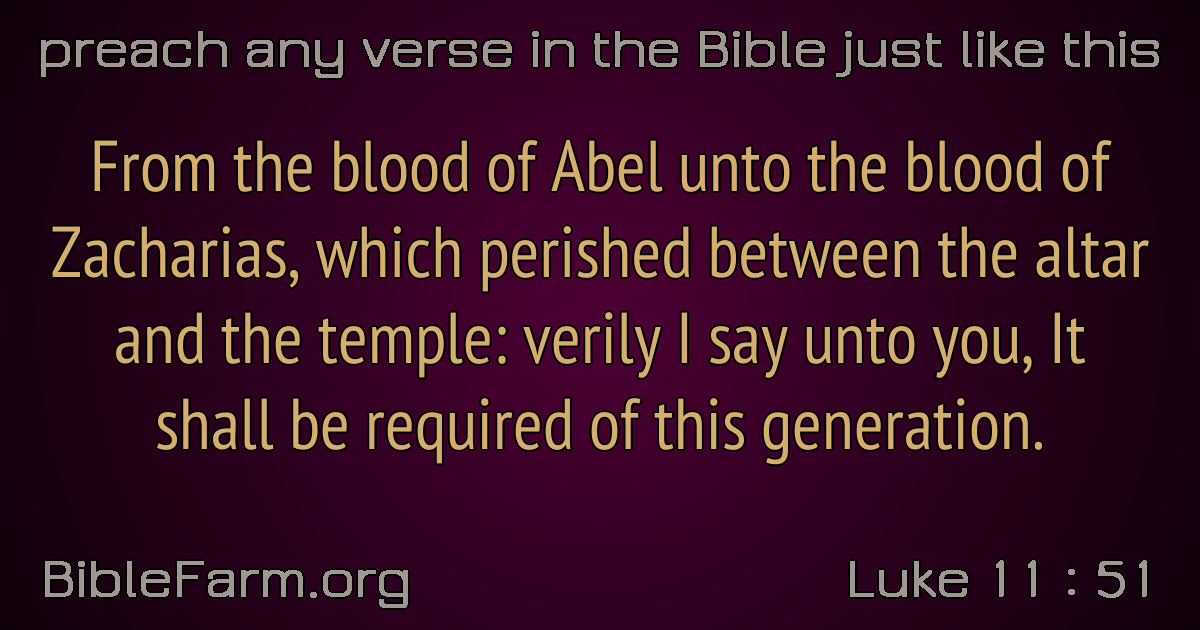 preach any verse in the Bible just like this
From the blood of Abel unto the blood of
Zacharias, which perished between the altar
and the temple: verily I say unto you, It
shall be required of this generation.
BibleFarm.org
Luke 11 : 51